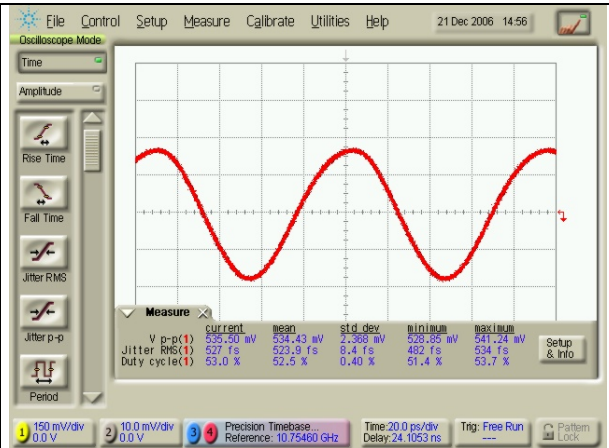 File Control Setup Measure Calibrate Utilities Help 21 Dec 2006 14:56
Oscilloscope Mode
Time
Amplitude
Rise Time
Fall Time
Jitter RMS
Jitter p-p
Period
Measure
current mean std dev minimum maximum
V p-p(1) 535.50 mV 534.43 mV 2.368 mV 528.85 mV 541.24 mV
Jitter RMS(1) 527 fs 523.9 fs 8.4 fs 482 fs 534 fs
Duty cycle(1) 53.0 % 52.5 % 0.40 % 51.4 % 53.7 %
Setup & Info
1 150 mV/div 0.0 V
2 10.0 mV/div 0.0 V
3 4
Precision Timebase... Reference: 10.75460 GHz
Time:20.0 ps/div Delay:24.1053 ns
Trig: Free Run ---
Pattern Lock